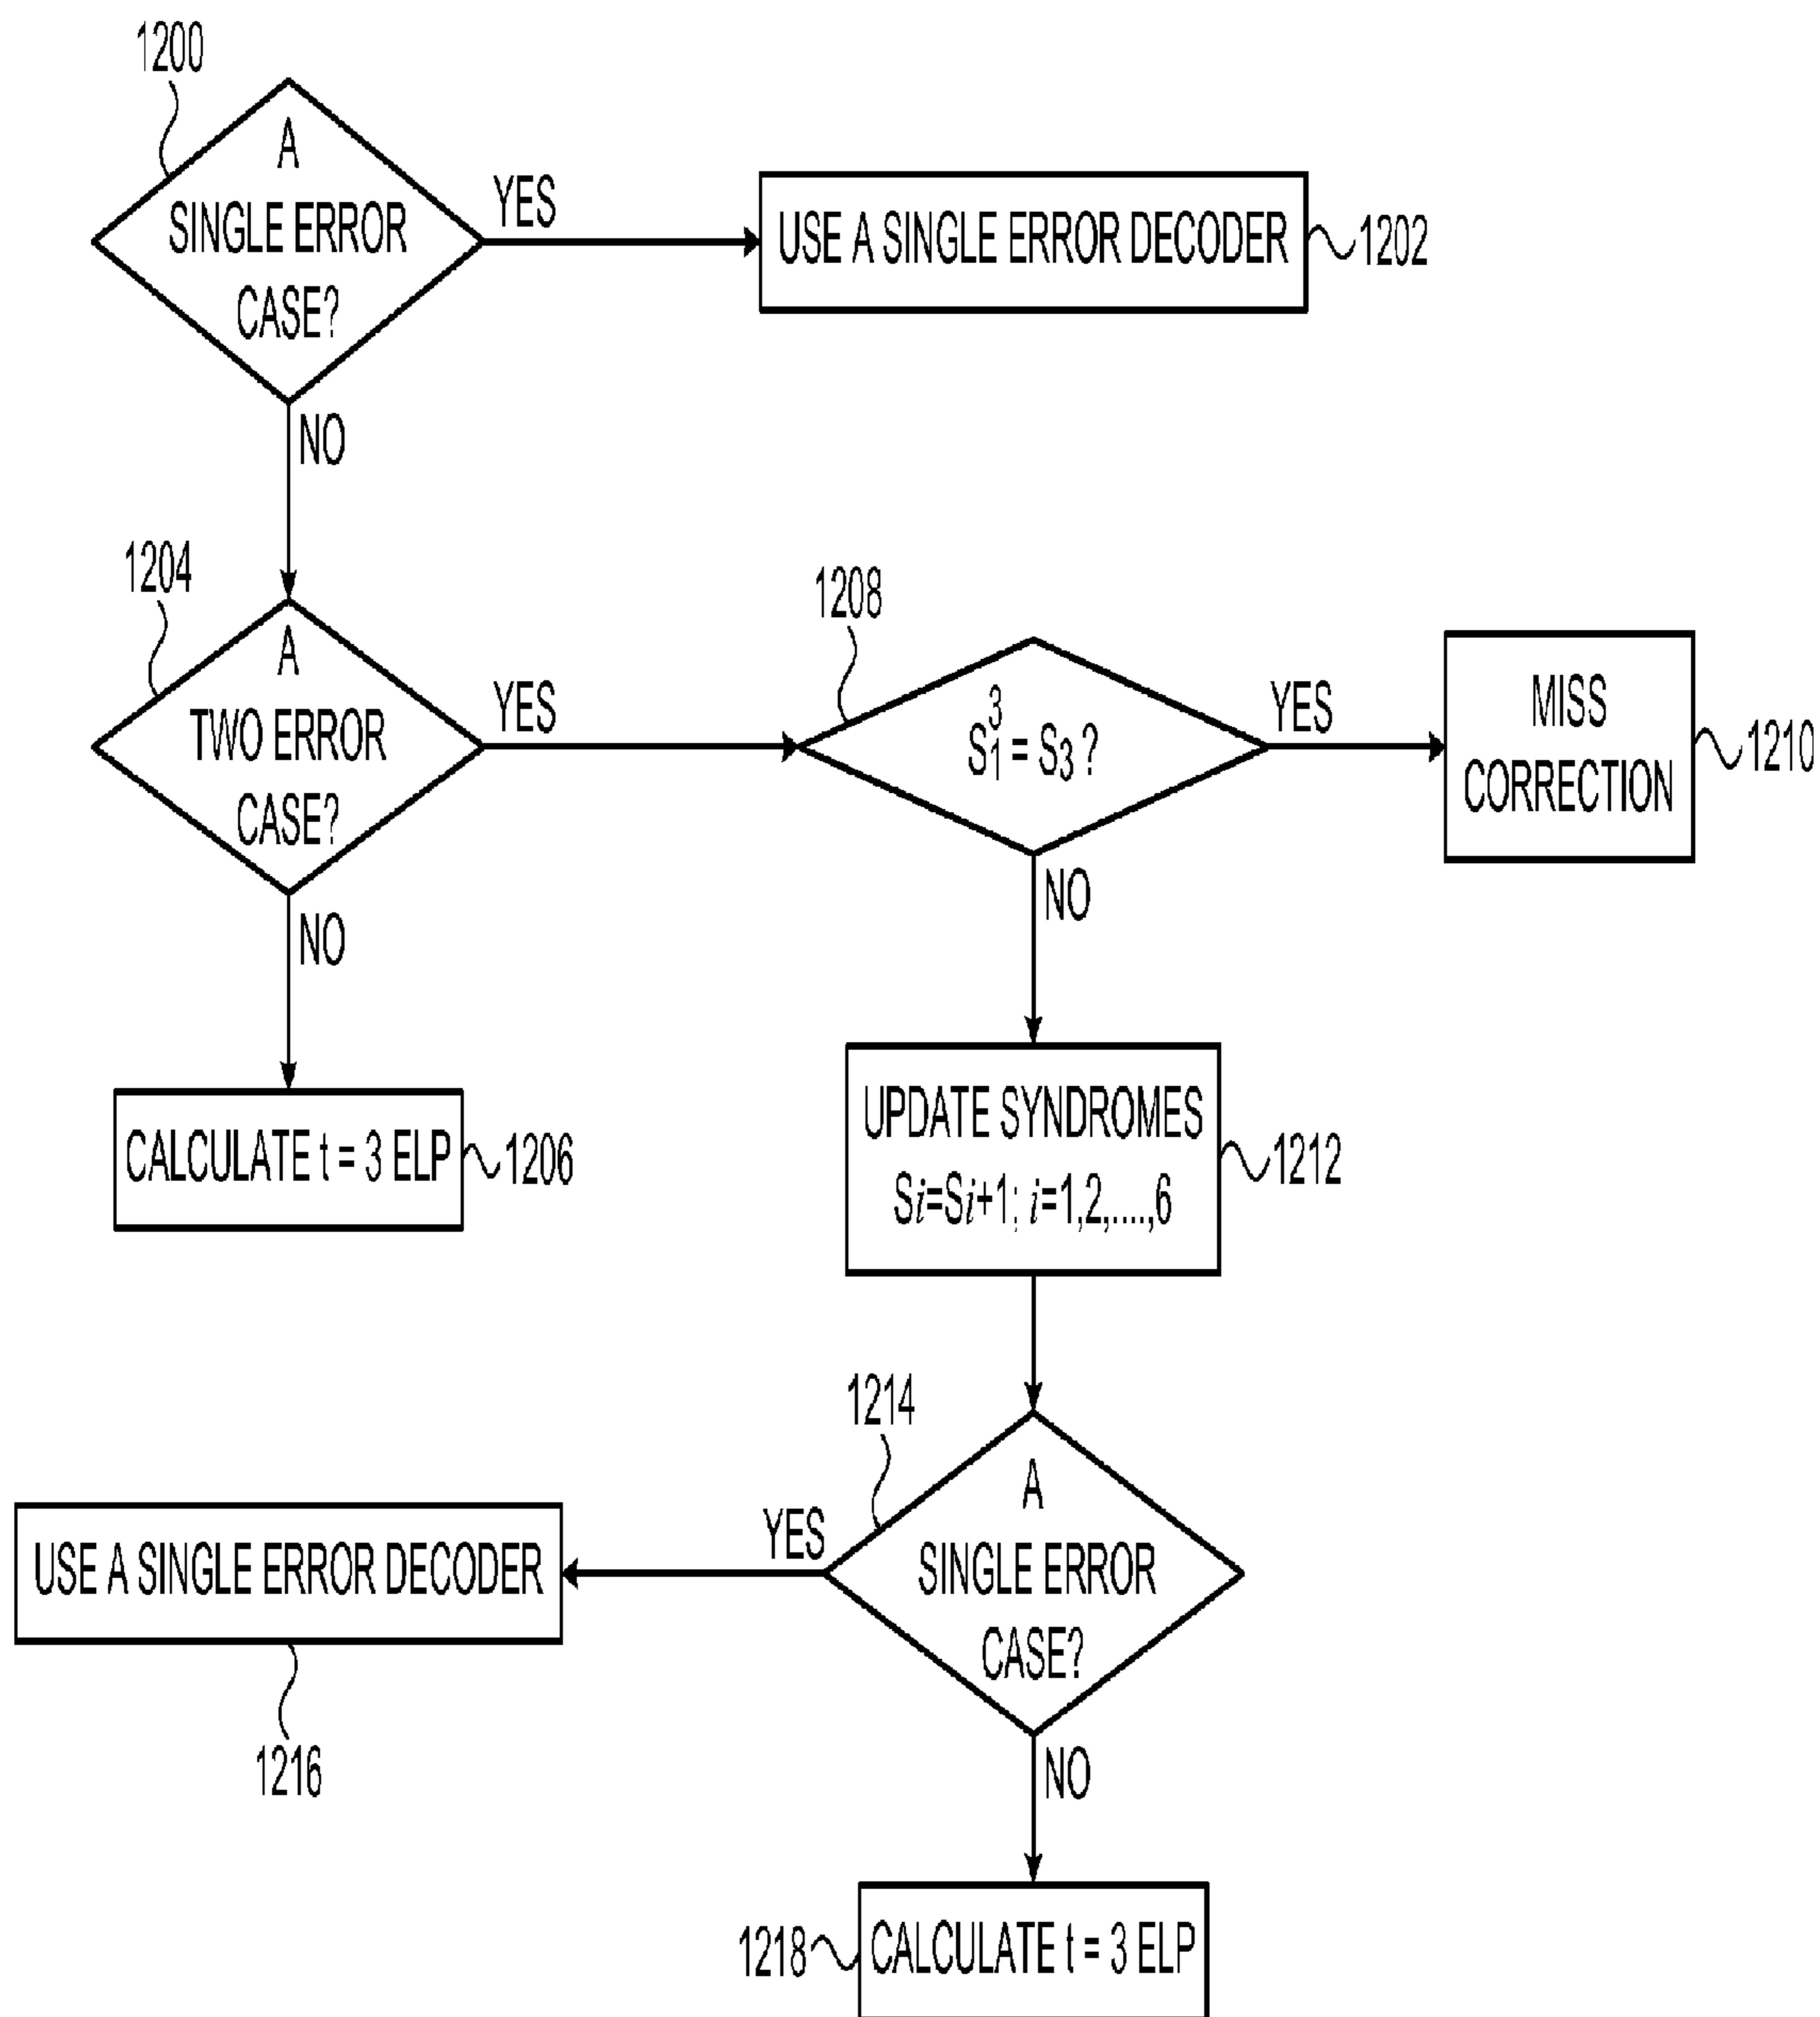 1200
A
SINGLE ERROR
CASE?
YES
USE A SINGLE ERROR DECODER
1202
NO
1204
A
TWO ERROR
CASE?
YES
1208
S₁³ = S₃ ?
YES
MISS
CORRECTION
1210
NO
NO
CALCULATE t = 3 ELP
1206
UPDATE SYNDROMES
Si=Si+1; i=1,2,....,6
1212
1214
A
SINGLE ERROR
CASE?
YES
USE A SINGLE ERROR DECODER
1216
NO
1218
CALCULATE t = 3 ELP